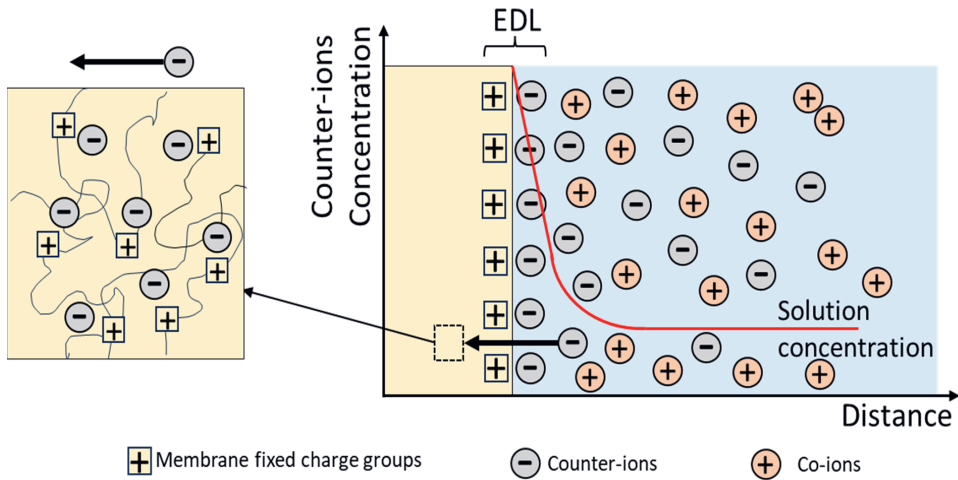 EDL
Counter-ions
Concentration
Solution
concentration
Distance
Membrane fixed charge groups
Counter-ions
Co-ions